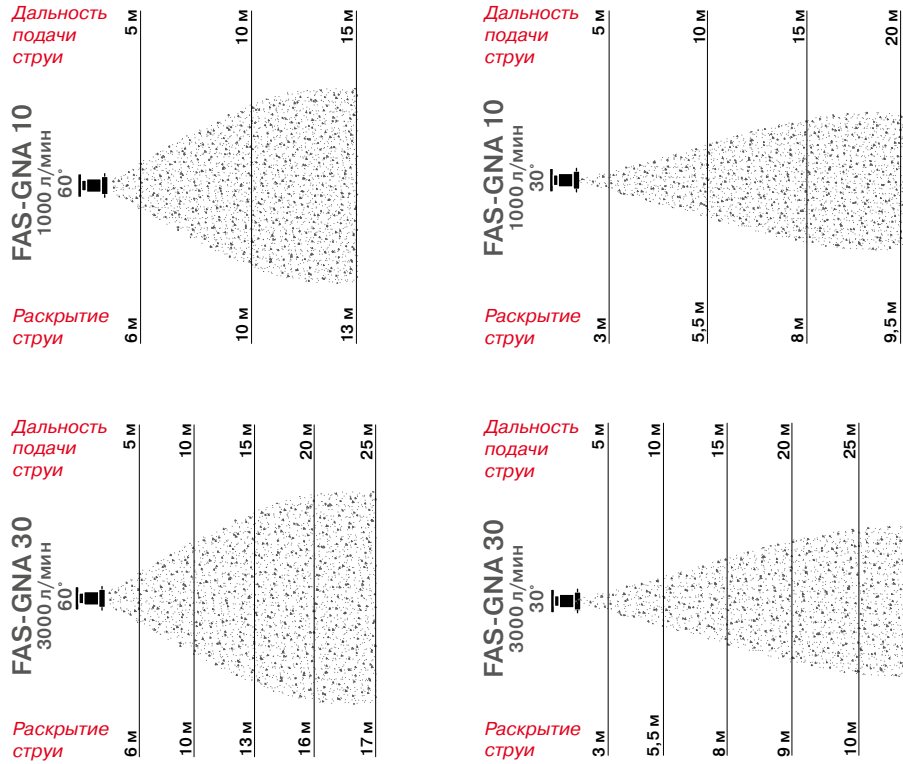 Дальность
подачи
струи
5 м
10 м
15 м
FAS-GNA 10
1000 л/мин
60°
Раскрытие
струи
6 м
10 м
13 м
Дальность
подачи
струи
5 м
10 м
15 м
20 м
FAS-GNA 10
1000 л/мин
30°
Раскрытие
струи
3 м
5,5 м
8 м
9,5 м
Дальность
подачи
струи
5 м
10 м
15 м
20 м
25 м
FAS-GNA 30
3000 л/мин
60°
Раскрытие
струи
6 м
10 м
13 м
16 м
17 м
Дальность
подачи
струи
5 м
10 м
15 м
20 м
25 м
FAS-GNA 30
3000 л/мин
30°
Раскрытие
струи
3 м
5,5 м
8 м
9 м
10 м